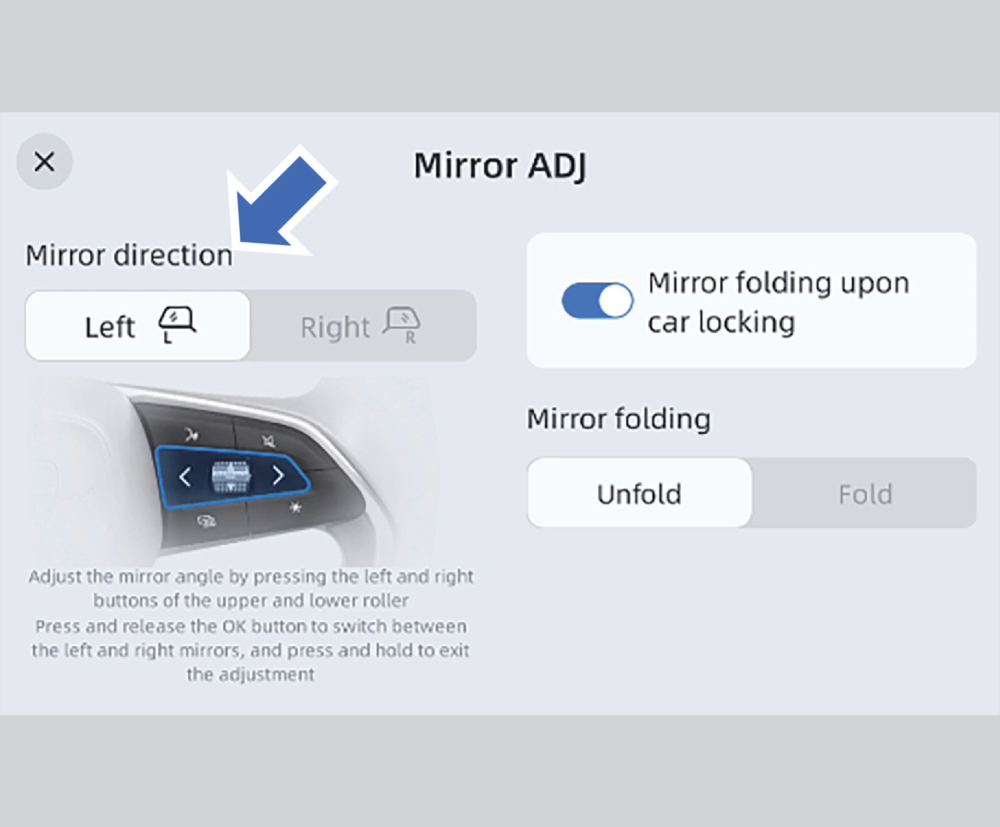 Mirror ADJ
Mirror direction
Left L
Right R
Adjust the mirror angle by pressing the left and right
buttons of the upper and lower roller
Press and release the OK button to switch between
the left and right mirrors, and press and hold to exit
the adjustment
Mirror folding upon
car locking
Mirror folding
Unfold
Fold